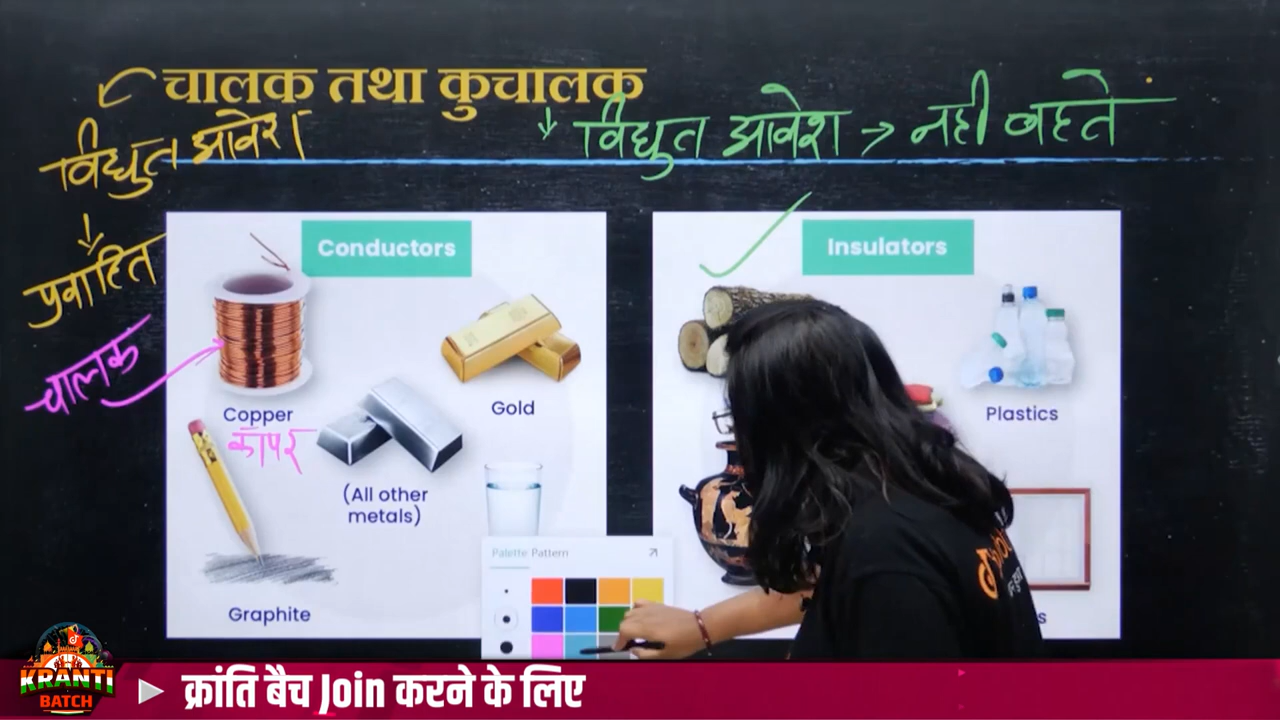 चालक तथा कुचालक
विद्युत आवेश
विद्युत आवेश → नही बहते
प्रवाहित
चालक
Conductors
Insulators
Copper
कॉपर
Gold
Plastics
(All other
metals)
Graphite
Palette Pattern
KRANTI
BATCH
क्रांति बैच Join करने के लिए